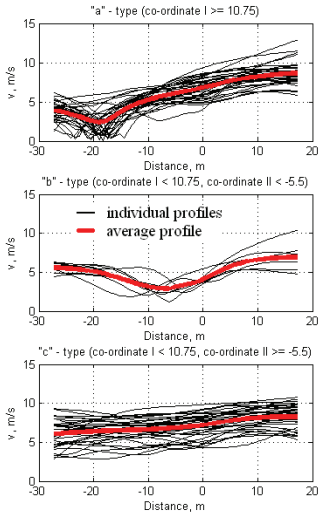 "a" - type (co-ordinate I >= 10.75)
15
10
5
0
v, m/s
-30 -20 -10 0 10 20
Distance, m
"b" - type (co-ordinate I < 10.75, co-ordinate II < -5.5)
15
10
5
0
v, m/s
individual profiles
average profile
-30 -20 -10 0 10 20
Distance, m
"c" - type (co-ordinate I < 10.75, co-ordinate II >= -5.5)
15
10
5
0
v, m/s
-30 -20 -10 0 10 20
Distance, m